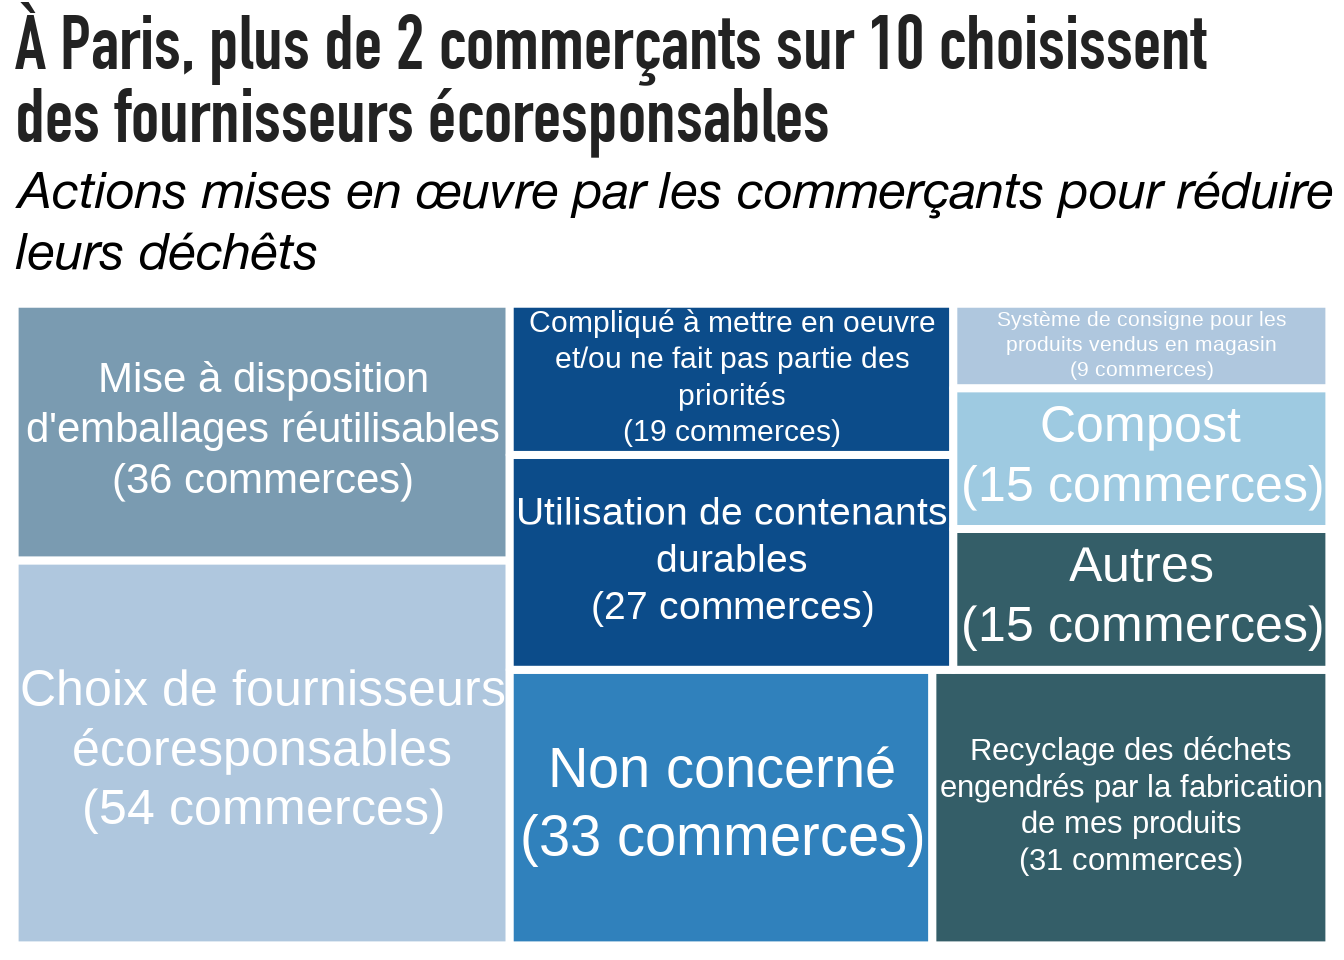 À Paris, plus de 2 commerçants sur 10 choisissent
des fournisseurs écoresponsables
Actions mises en œuvre par les commerçants pour réduire
leurs déchêts
Mise à disposition
d'emballages réutilisables
(36 commerces)
Choix de fournisseurs
écoresponsables
(54 commerces)
Compliqué à mettre en oeuvre
et/ou ne fait pas partie des
priorités
(19 commerces)
Utilisation de contenants
durables
(27 commerces)
Système de consigne pour les
produits vendus en magasin
(9 commerces)
Compost
(15 commerces)
Autres
(15 commerces)
Non concerné
(33 commerces)
Recyclage des déchets
engendrés par la fabrication
de mes produits
(31 commerces)